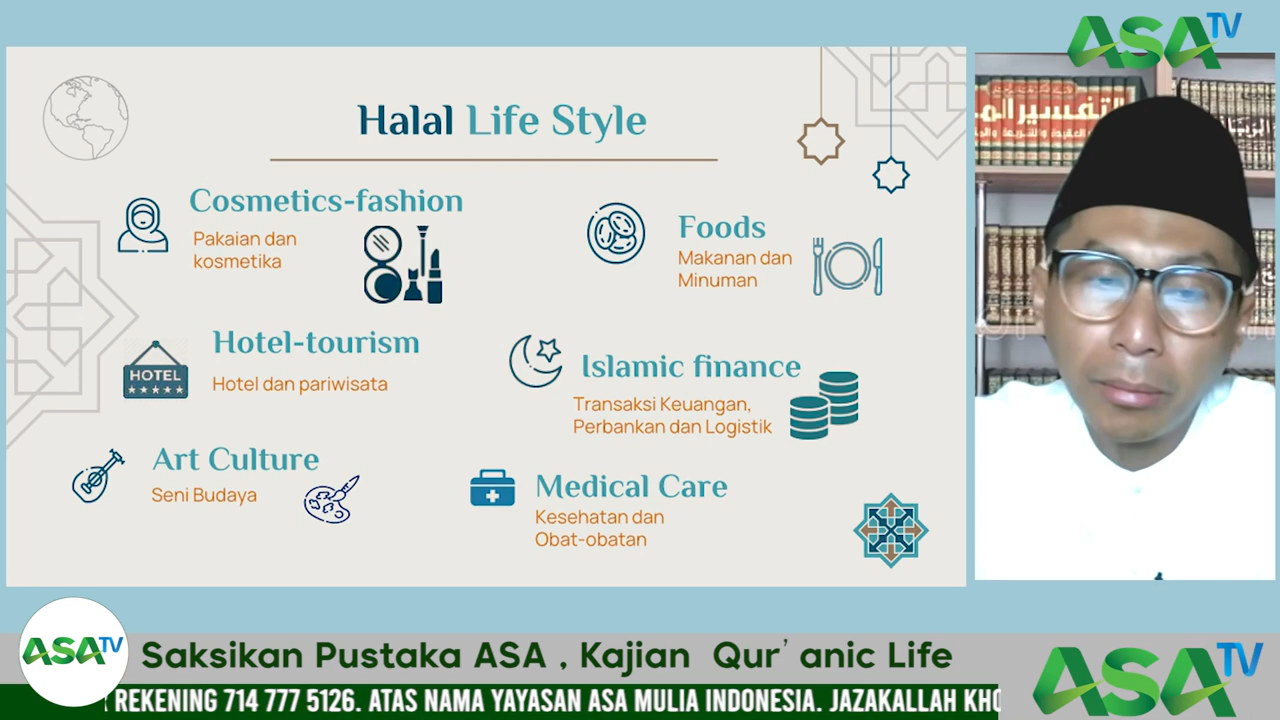 ASA TV
Halal Life Style
Cosmetics-fashion
Pakaian dan
kosmetika
Foods
Makanan dan
Minuman
HOTEL
Hotel-tourism
Hotel dan pariwisata
Islamic finance
Transaksi Keuangan,
Perbankan dan Logistik
Art Culture
Seni Budaya
Medical Care
Kesehatan dan
Obat-obatan
التفسير
ASA TV
Saksikan Pustaka ASA , Kajian Qur’ anic Life
ASA TV
REKENING 714 777 5126. ATAS NAMA YAYASAN ASA MULIA INDONESIA. JAZAKALLAH